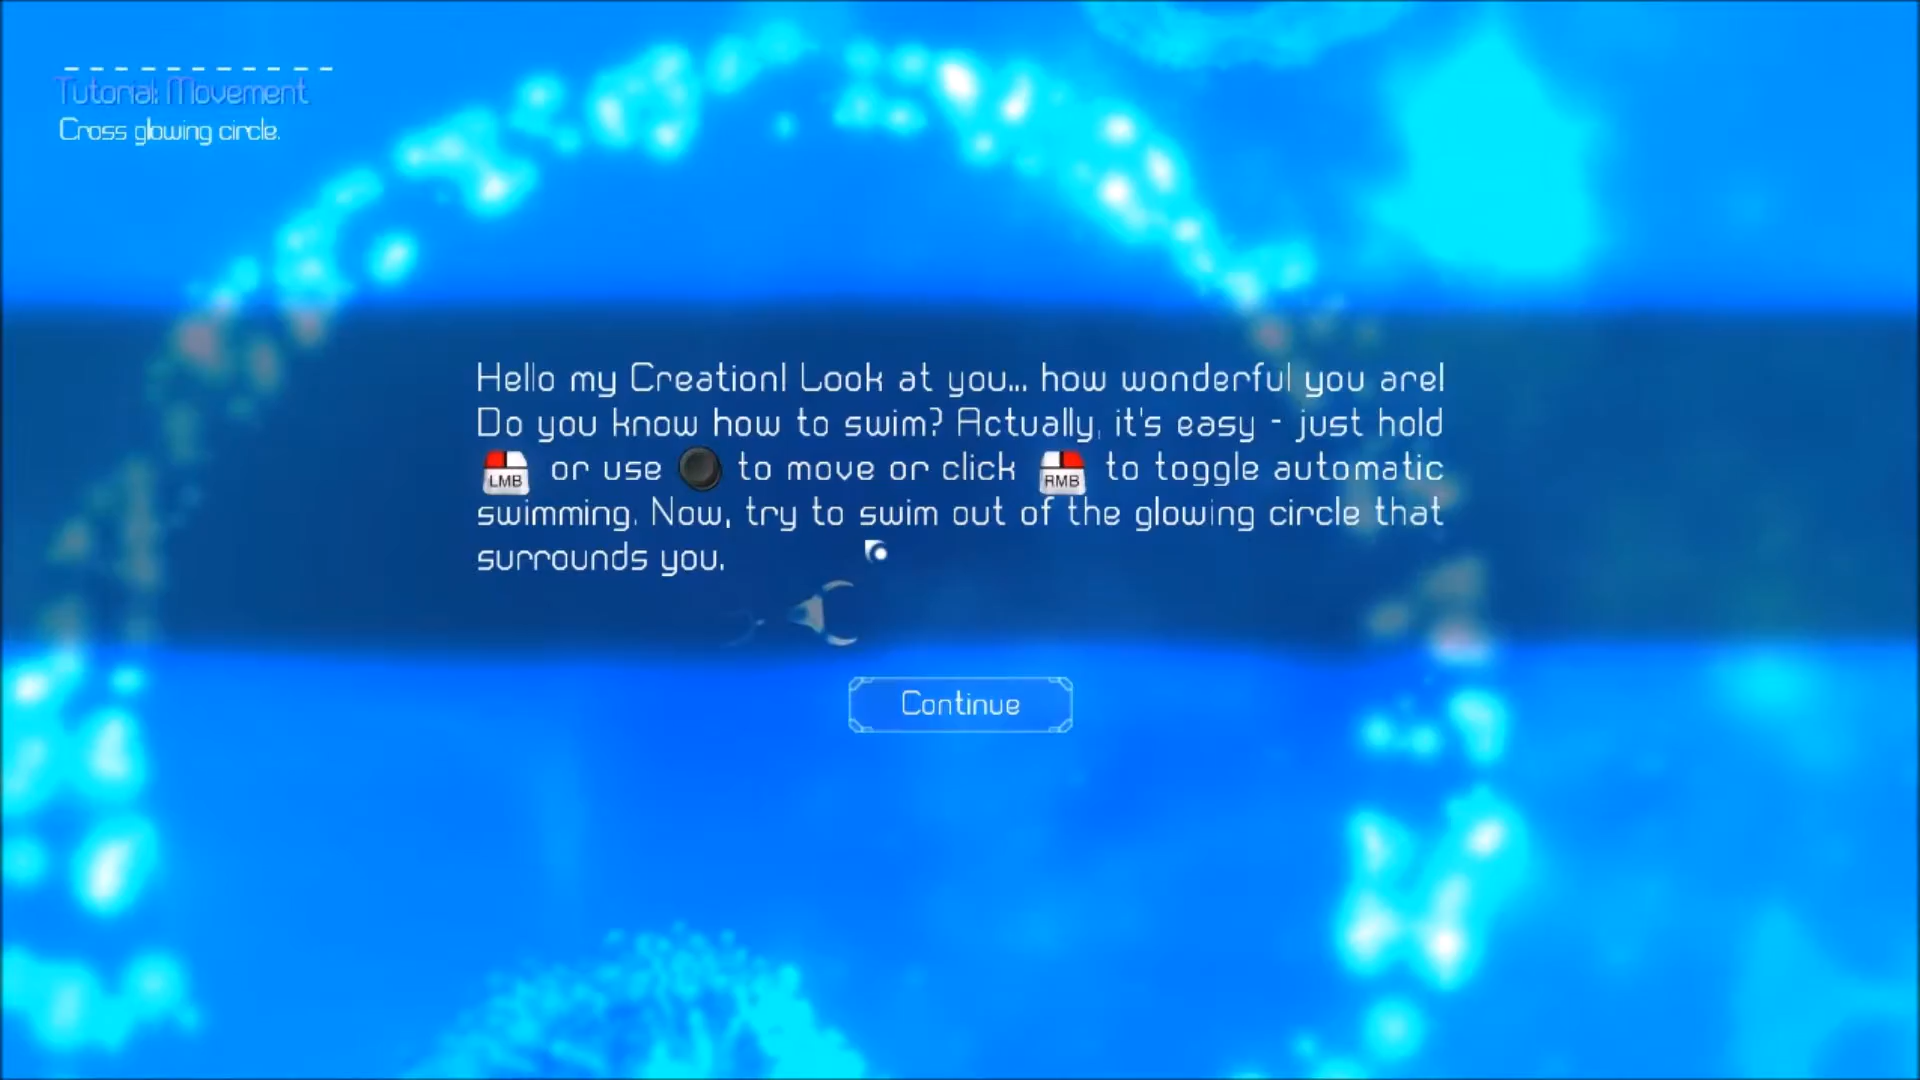 Tutorial: Movement
Cross glowing circle.
Hello my Creation! Look at you... how wonderful you are!
Do you know how to swim? Actually, it's easy - just hold
LMB or use to move or click RMB to toggle automatic
swimming. Now, try to swim out of the glowing circle that
surrounds you.
Continue